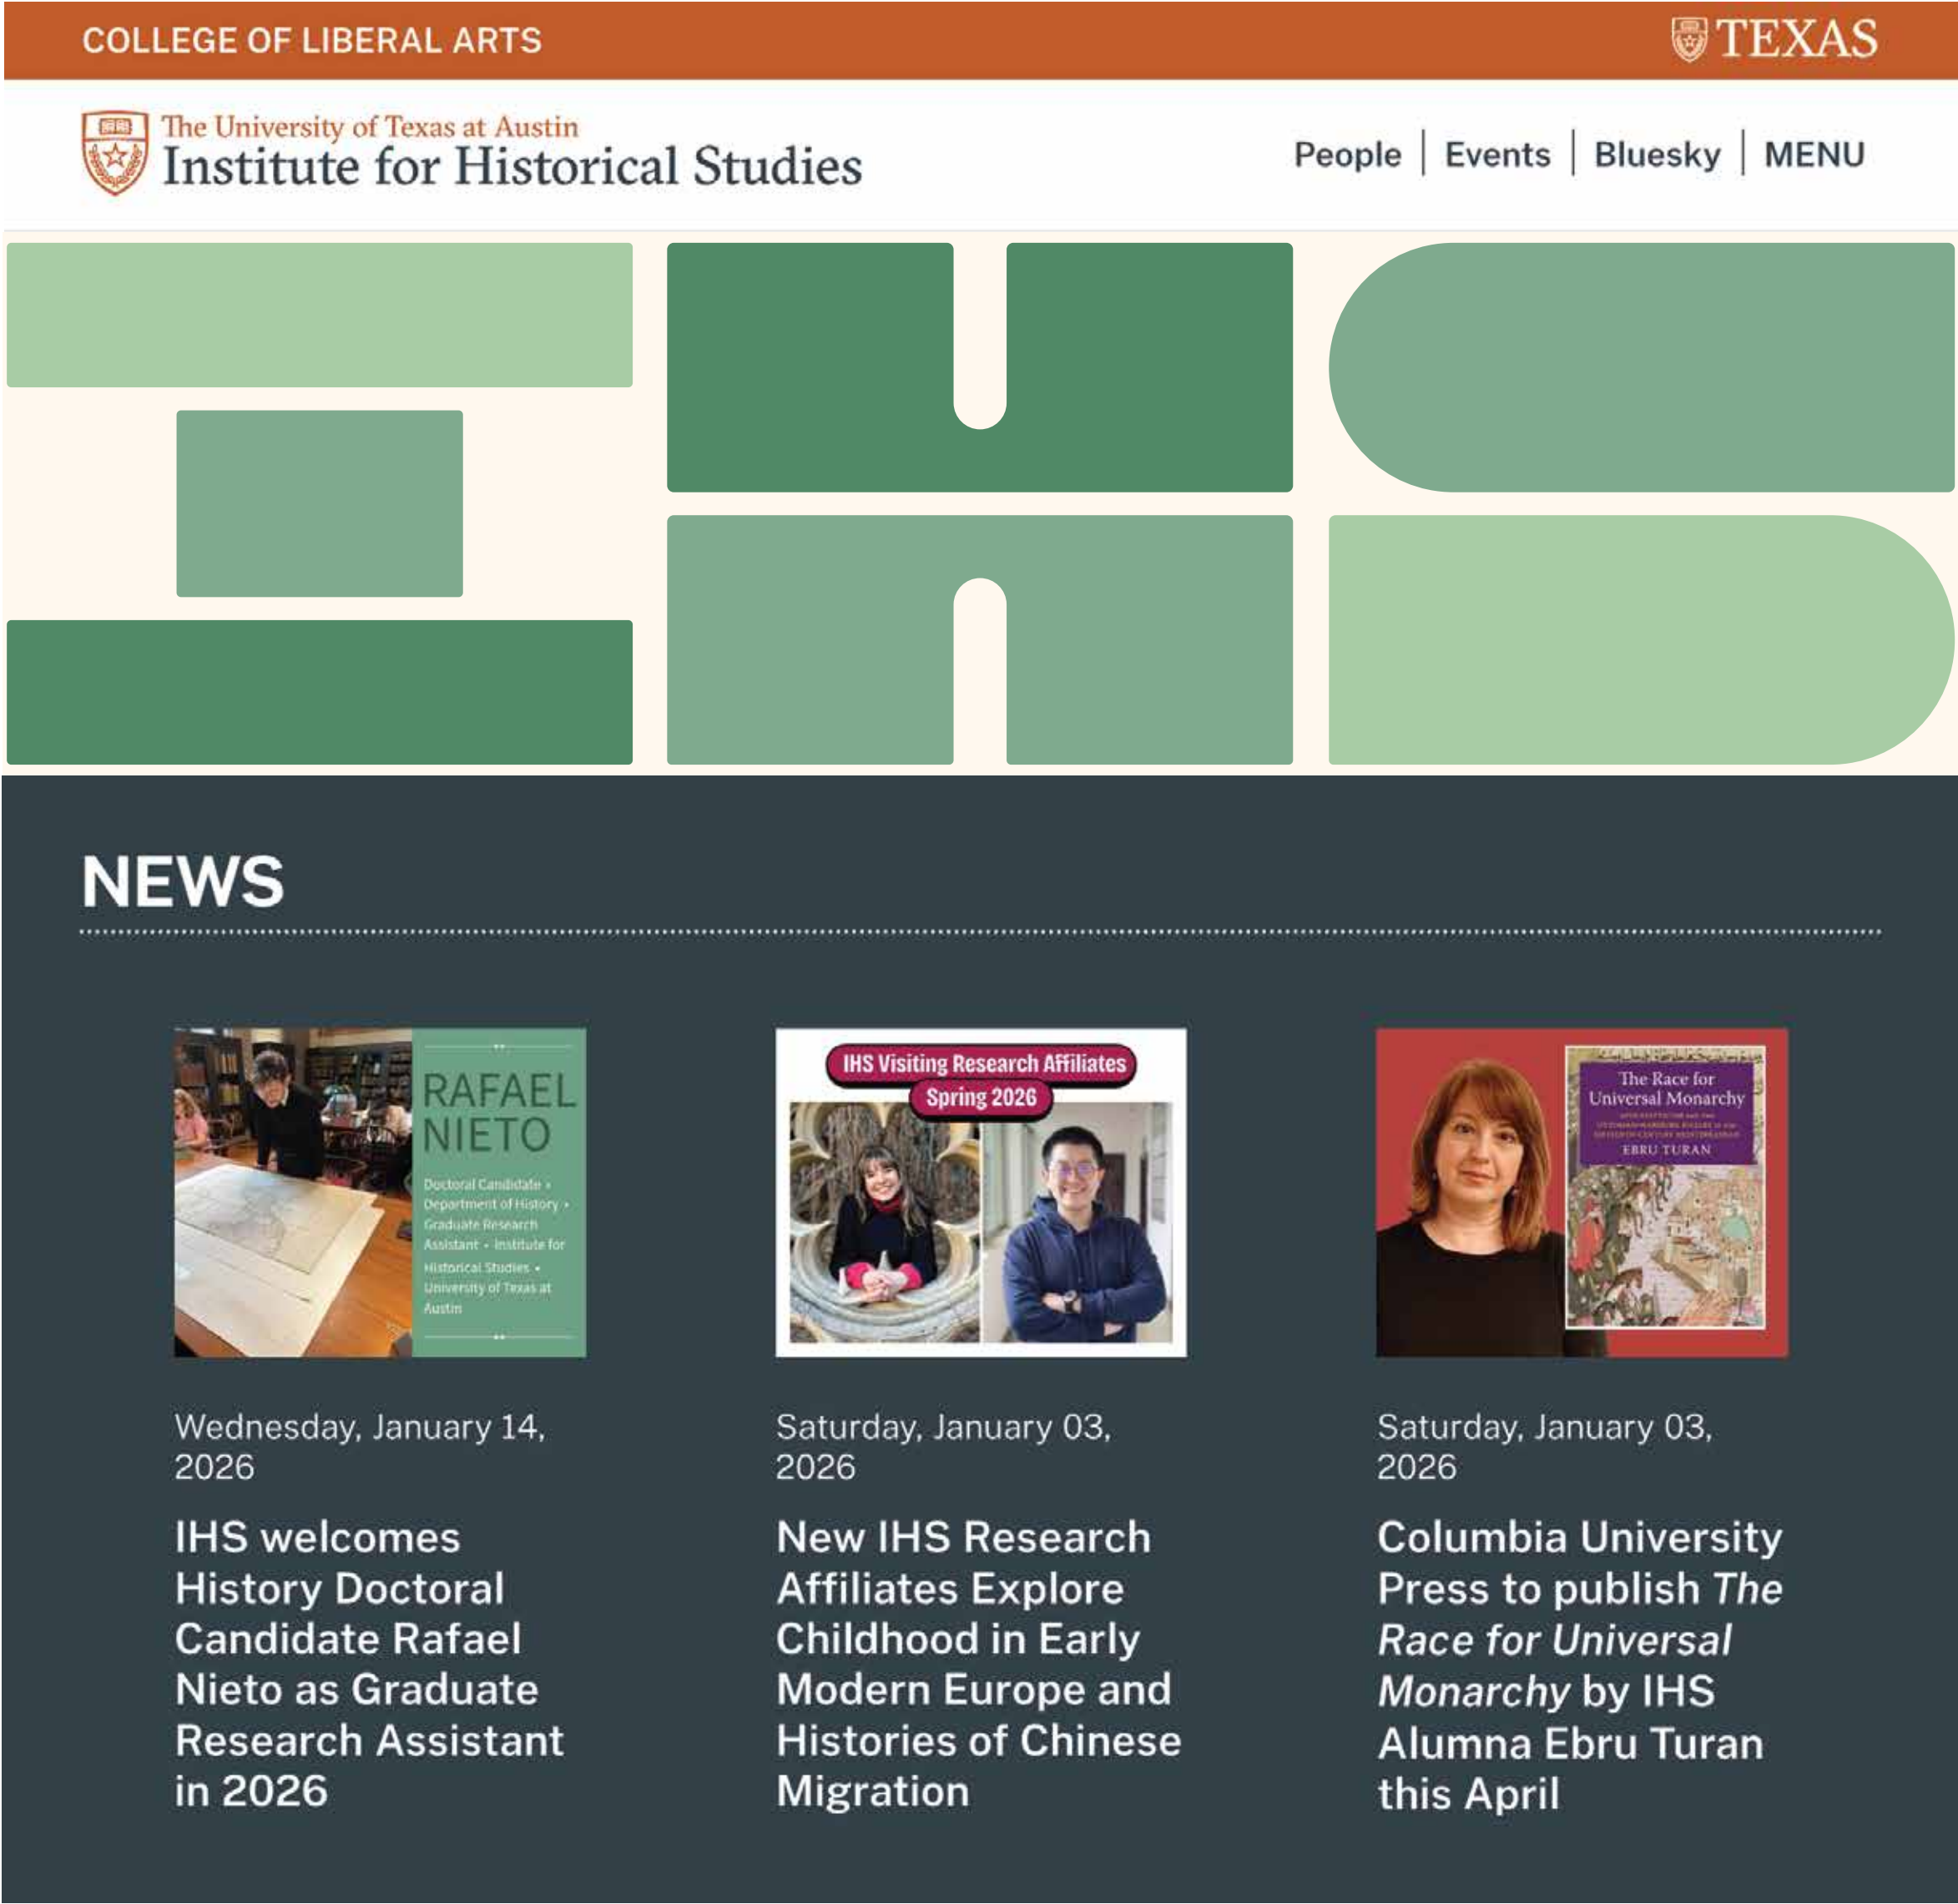 COLLEGE OF LIBERAL ARTS
TEXAS
The University of Texas at Austin
Institute for Historical Studies
People | Events | Bluesky | MENU
IHS
NEWS
RAFAEL
NIETO
Doctoral Candidate •
Department of History •
Graduate Research
Assistant • Institute for
Historical Studies •
University of Texas at
Austin
Wednesday, January 14,
2026
IHS welcomes
History Doctoral
Candidate Rafael
Nieto as Graduate
Research Assistant
in 2026
IHS Visiting Research Affiliates
Spring 2026
Saturday, January 03,
2026
New IHS Research
Affiliates Explore
Childhood in Early
Modern Europe and
Histories of Chinese
Migration
The Race for
Universal Monarchy
EBRU TURAN
Saturday, January 03,
2026
Columbia University
Press to publish The
Race for Universal
Monarchy by IHS
Alumna Ebru Turan
this April